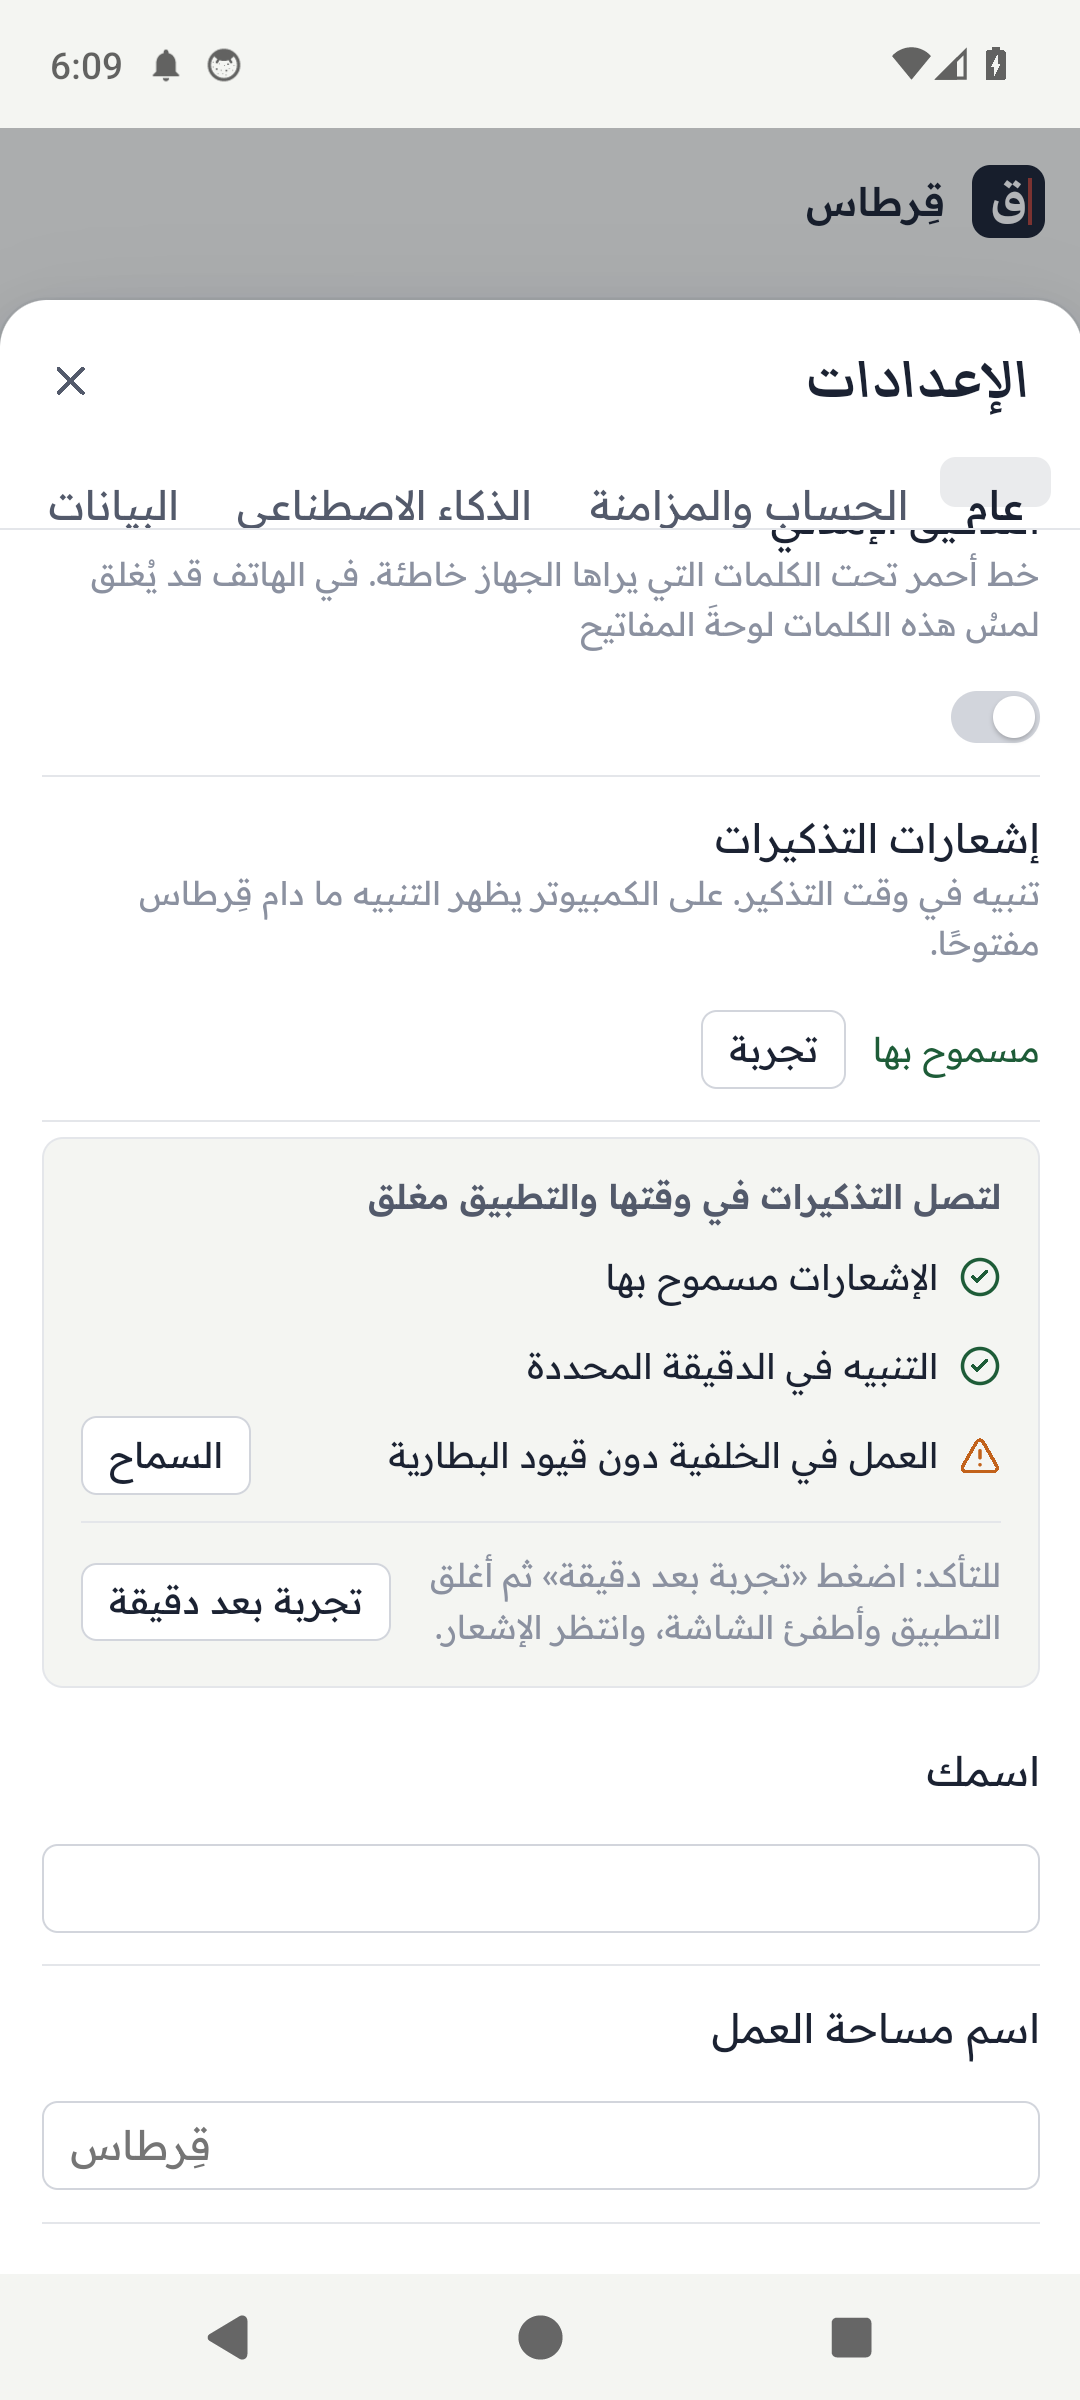 6:09
قِرطاس
ق
الإعدادات
عام
الحساب والمزامنة
الذكاء الاصطناعي
البيانات
خط أحمر تحت الكلمات التي يراها الجهاز خاطئة. في الهاتف قد يُغلق
لمسُ هذه الكلمات لوحةَ المفاتيح
إشعارات التذكيرات
تنبيه في وقت التذكير. على الكمبيوتر يظهر التنبيه ما دام قِرطاس
مفتوحًا.
مسموح بها
تجربة
لتصل التذكيرات في وقتها والتطبيق مغلق
الإشعارات مسموح بها
التنبيه في الدقيقة المحددة
العمل في الخلفية دون قيود البطارية
السماح
للتأكد: اضغط «تجربة بعد دقيقة» ثم أغلق
التطبيق وأطفئ الشاشة، وانتظر الإشعار.
تجربة بعد دقيقة
اسمك
اسم مساحة العمل
قِرطاس